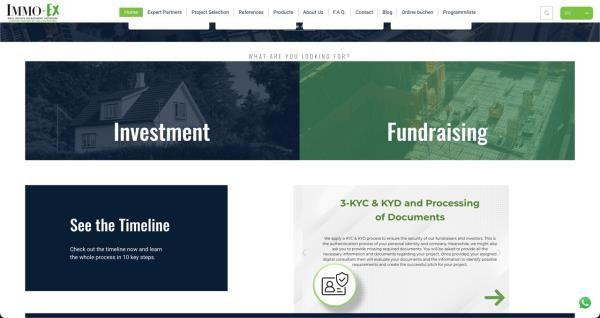 IMMO-EX
Home Expert Partners Project Selection References Products About Us F.A.Q. Contact Blog Online buchen Programmliste
EN
WHAT ARE YOU LOOKING FOR?
Investment
Fundraising
See the Timeline
Check out the timeline now and learn
the whole process in 10 key steps.
3-KYC & KYD and Processing
of Documents
We apply a KYC & KYD process to ensure the security of our fundraisers and investors. This is
the authentication process of your personal identity and company. Meanwhile, we might also
ask you to provide missing required documents. You will be asked to provide all the
necessary information and documents regarding your project. Once provided, your assigned
digital consultant then will evaluate your documents and the information to identify possible
requirements and create the successful pitch for your project.